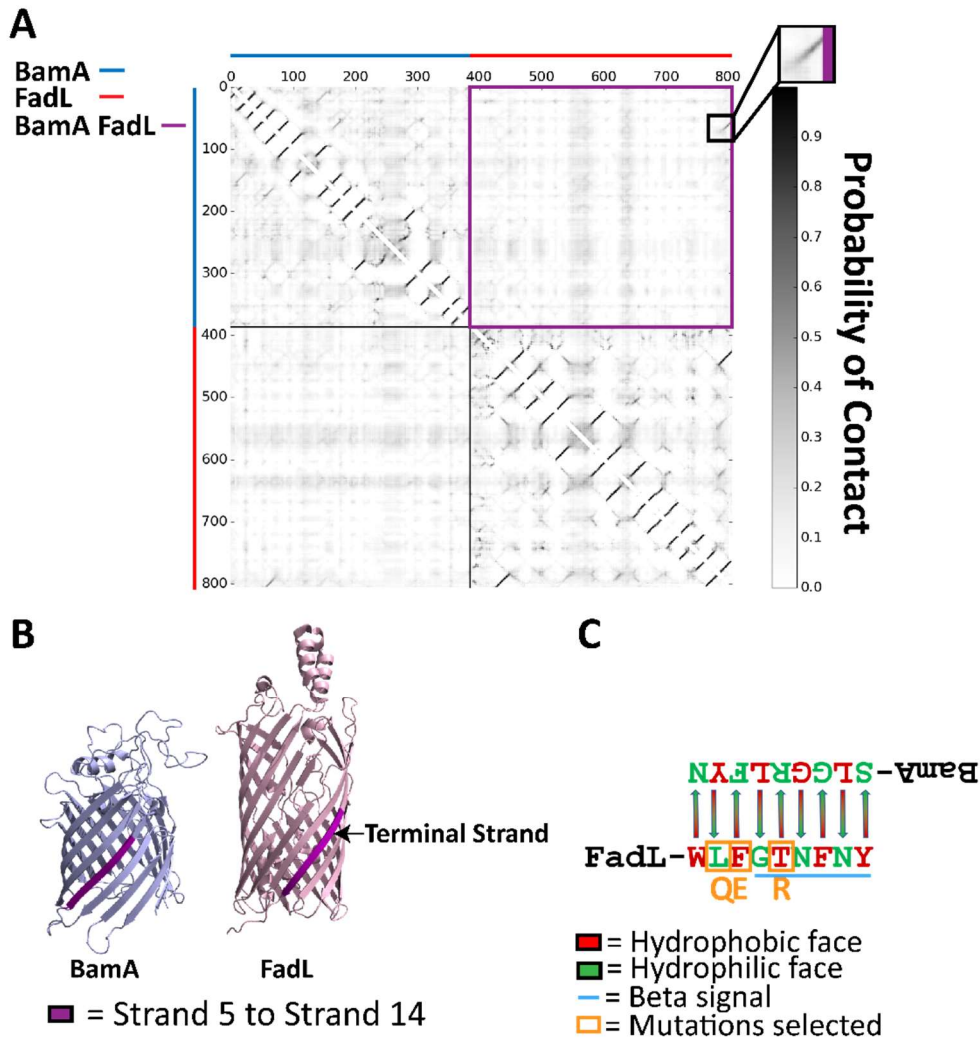 A
BamA
FadL
BamA FadL
0 100 200 300 400 500 600 700 800
0
100
200
300
400
500
600
700
800
0.9
0.8
0.7
0.6
0.5
0.4
0.3
0.2
0.1
0.0
Probability of Contact
B
Terminal Strand
BamA
FadL
= Strand 5 to Strand 14
C
NYFLRGGLS-BamA
FadL-WLFGTNFNY
QE R
= Hydrophobic face
= Hydrophilic face
= Beta signal
= Mutations selected